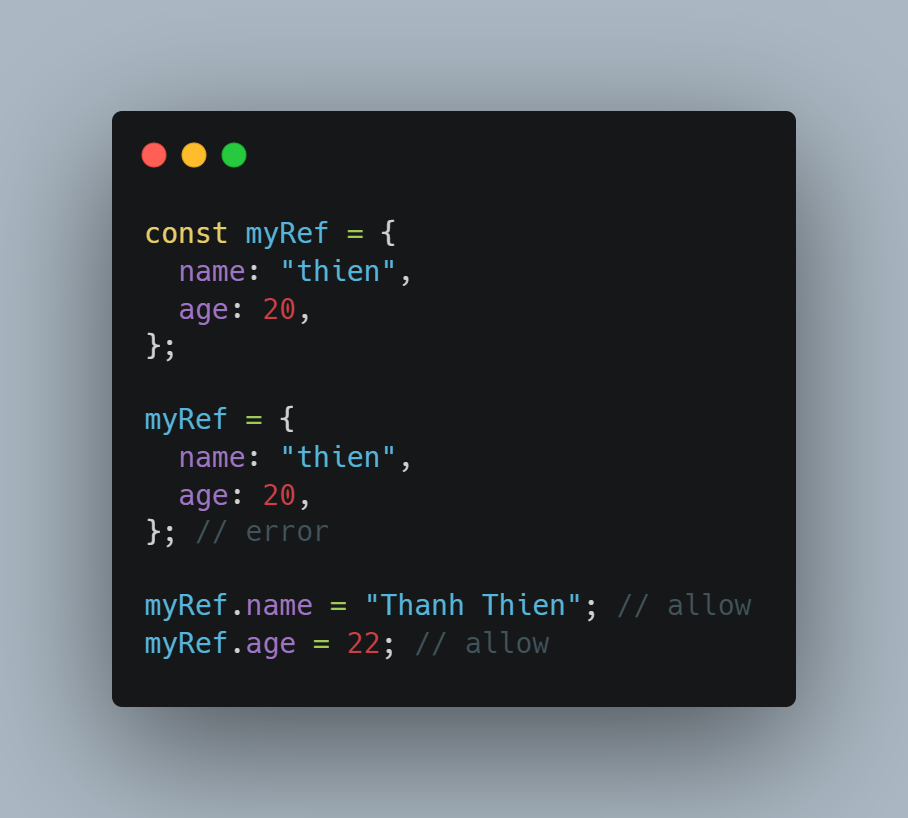 const myRef = {
  name: "thien",
  age: 20,
};

myRef = {
  name: "thien",
  age: 20,
}; // error

myRef.name = "Thanh Thien"; // allow
myRef.age = 22; // allow